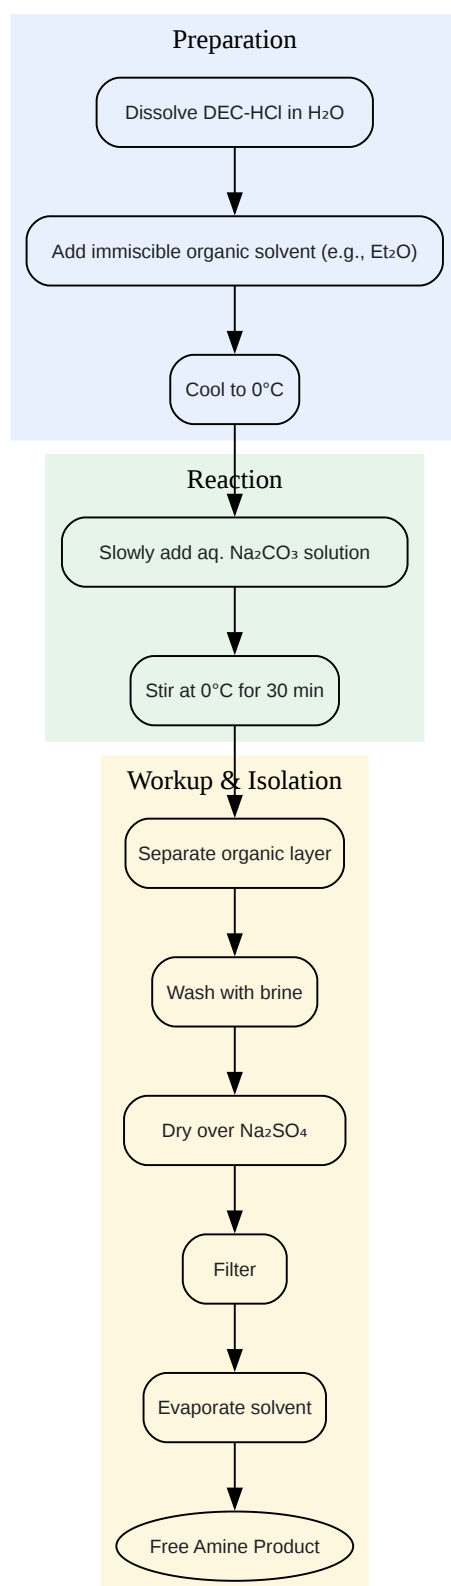 Preparation
Dissolve DEC-HCl in H₂O
Add immiscible organic solvent (e.g., Et₂O)
Cool to 0°C
Reaction
Slowly add aq. Na₂CO₃ solution
Stir at 0°C for 30 min
Workup & Isolation
Separate organic layer
Wash with brine
Dry over Na₂SO₄
Filter
Evaporate solvent
Free Amine Product